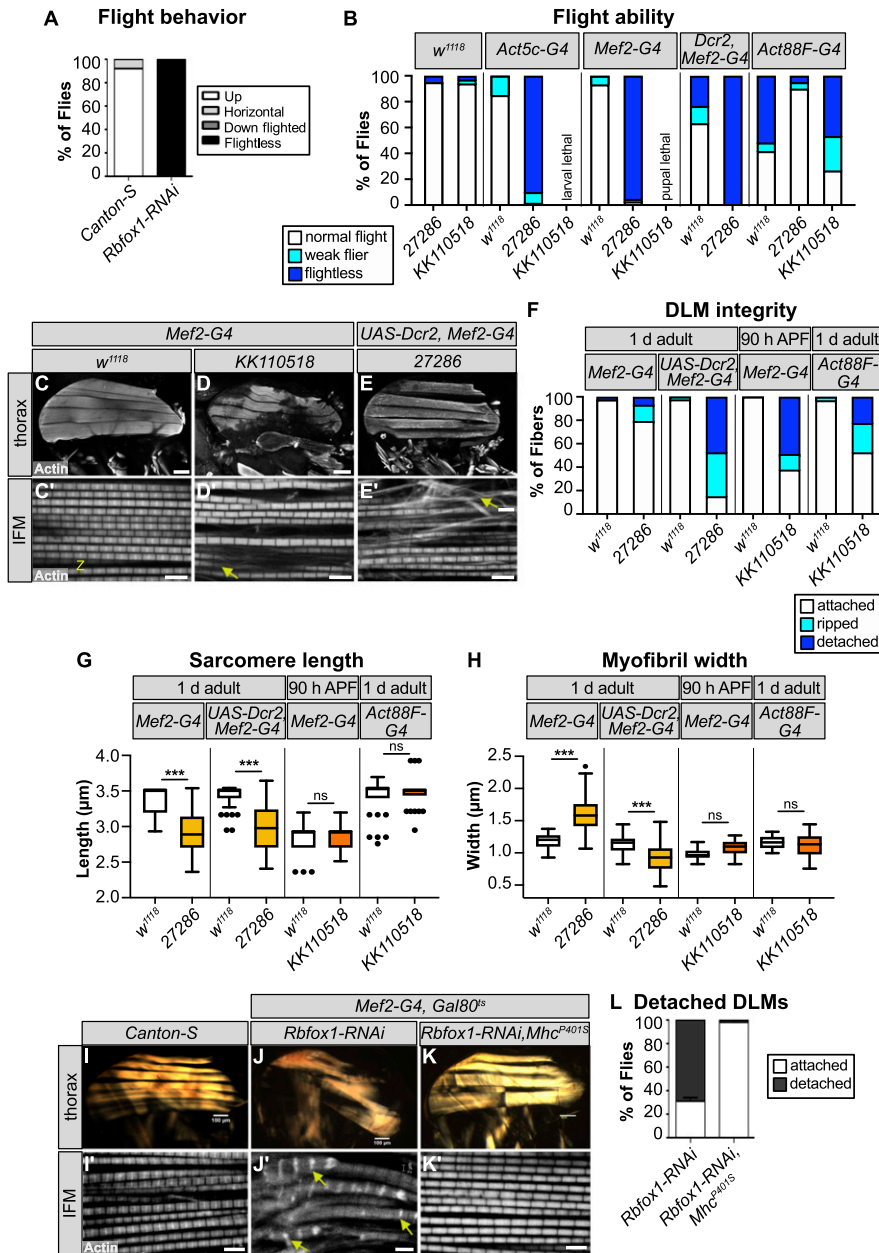 A Flight behavior
% of Flies
100
80
60
40
20
0
Canton-S
Rbfox1-RNAi
Up
Horizontal
Down flighted
Flightless
B Flight ability
w1118
Act5c-G4
Mef2-G4
Dcr2, Mef2-G4
Act88F-G4
% of Flies
100
80
60
40
20
0
larval lethal
pupal lethal
27286
KK110518
w1118
27286
KK110518
w1118
27286
KK110518
w1118
27286
w1118
27286
KK110518
normal flight
weak flier
flightless
Mef2-G4
UAS-Dcr2, Mef2-G4
w1118
KK110518
27286
thorax
C
D
E
Actin
IFM
C'
D'
E'
Z
Actin
F DLM integrity
1 d adult
90 h APF
1 d adult
Mef2-G4
UAS-Dcr2, Mef2-G4
Mef2-G4
Act88F-G4
% of Fibers
100
80
60
40
20
0
w1118
27286
w1118
27286
w1118
KK110518
w1118
KK110518
attached
ripped
detached
G Sarcomere length
1 d adult
90 h APF
1 d adult
Mef2-G4
UAS-Dcr2, Mef2-G4
Mef2-G4
Act88F-G4
Length (µm)
4.0
3.5
3.0
2.5
2.0
***
***
ns
ns
w1118
27286
w1118
27286
w1118
KK110518
w1118
KK110518
H Myofibril width
1 d adult
90 h APF
1 d adult
Mef2-G4
UAS-Dcr2, Mef2-G4
Mef2-G4
Act88F-G4
Width (µm)
2.5
2.0
1.5
1.0
***
***
ns
ns
w1118
27286
w1118
27286
w1118
KK110518
w1118
KK110518
Mef2-G4, Gal80ts
Canton-S
Rbfox1-RNAi
Rbfox1-RNAi,MhcP401S
thorax
I
J
K
100 µm
100 µm
IFM
I'
J'
K'
Actin
L Detached DLMs
% of Flies
100
80
60
40
20
0
Rbfox1-RNAi
Rbfox1-RNAi, MhcP401S
attached
detached